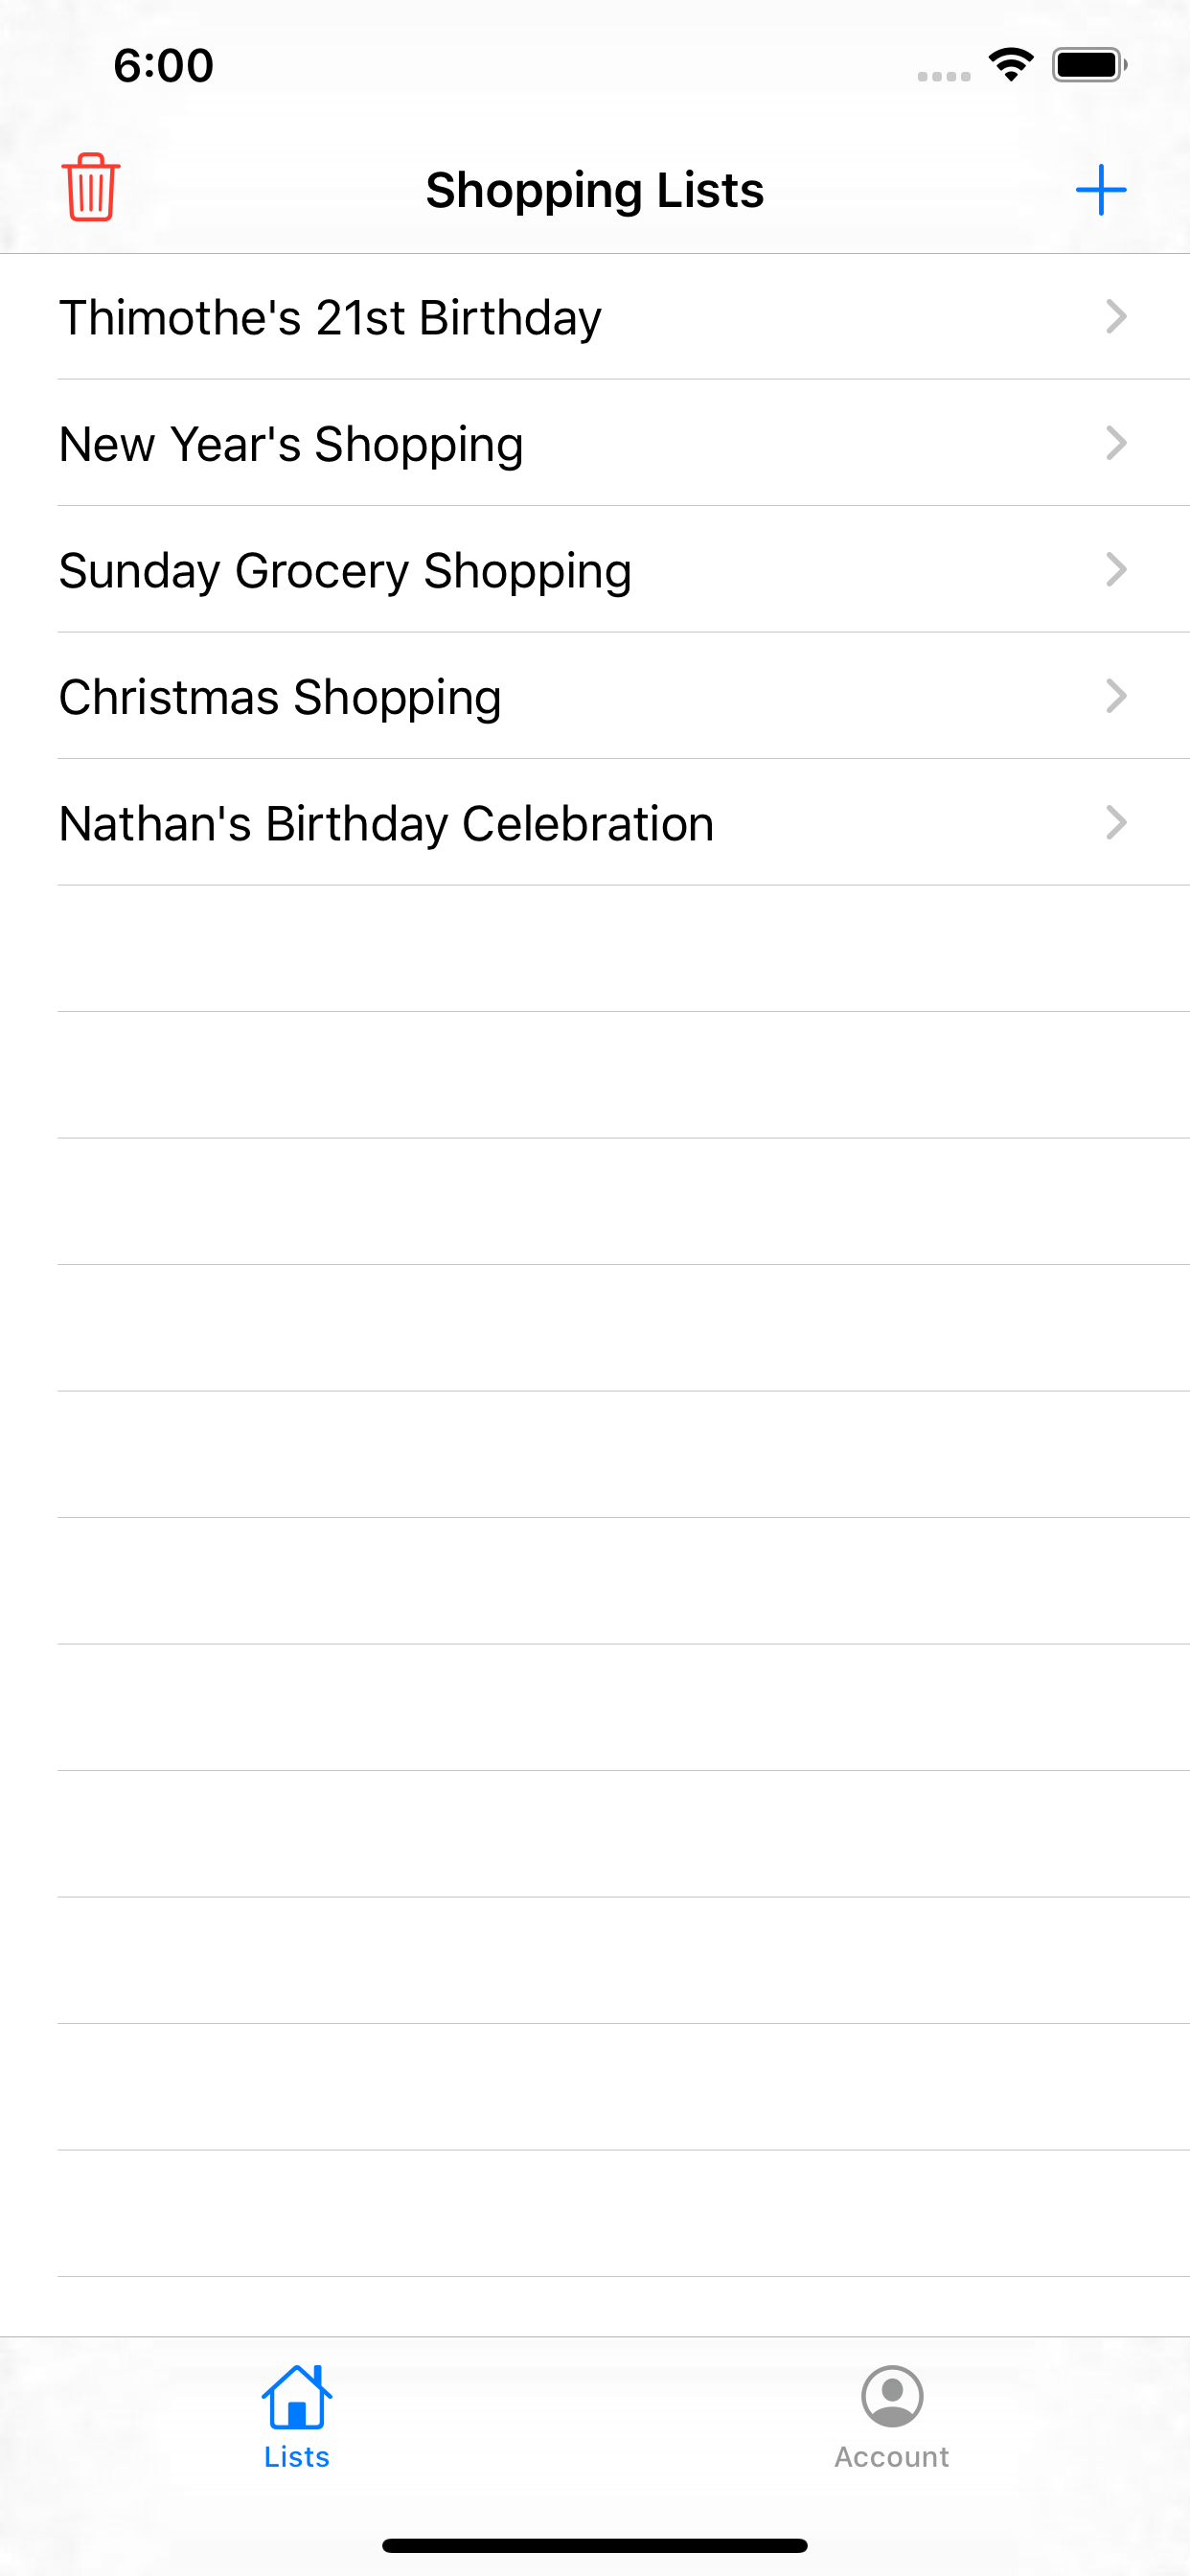 6:00
Shopping Lists
Thimothe's 21st Birthday
New Year's Shopping
Sunday Grocery Shopping
Christmas Shopping
Nathan's Birthday Celebration
Lists
Account